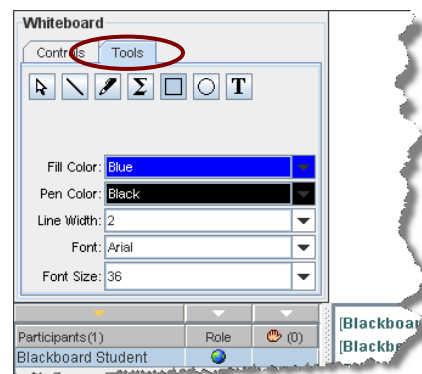 Whiteboard
Controls Tools
Σ T
Fill Color: Blue
Pen Color: Black
Line Width: 2
Font: Arial
Font Size: 36
Participants(1) Role (0)
[Blackboar
Blackboard Student
[Blackbo